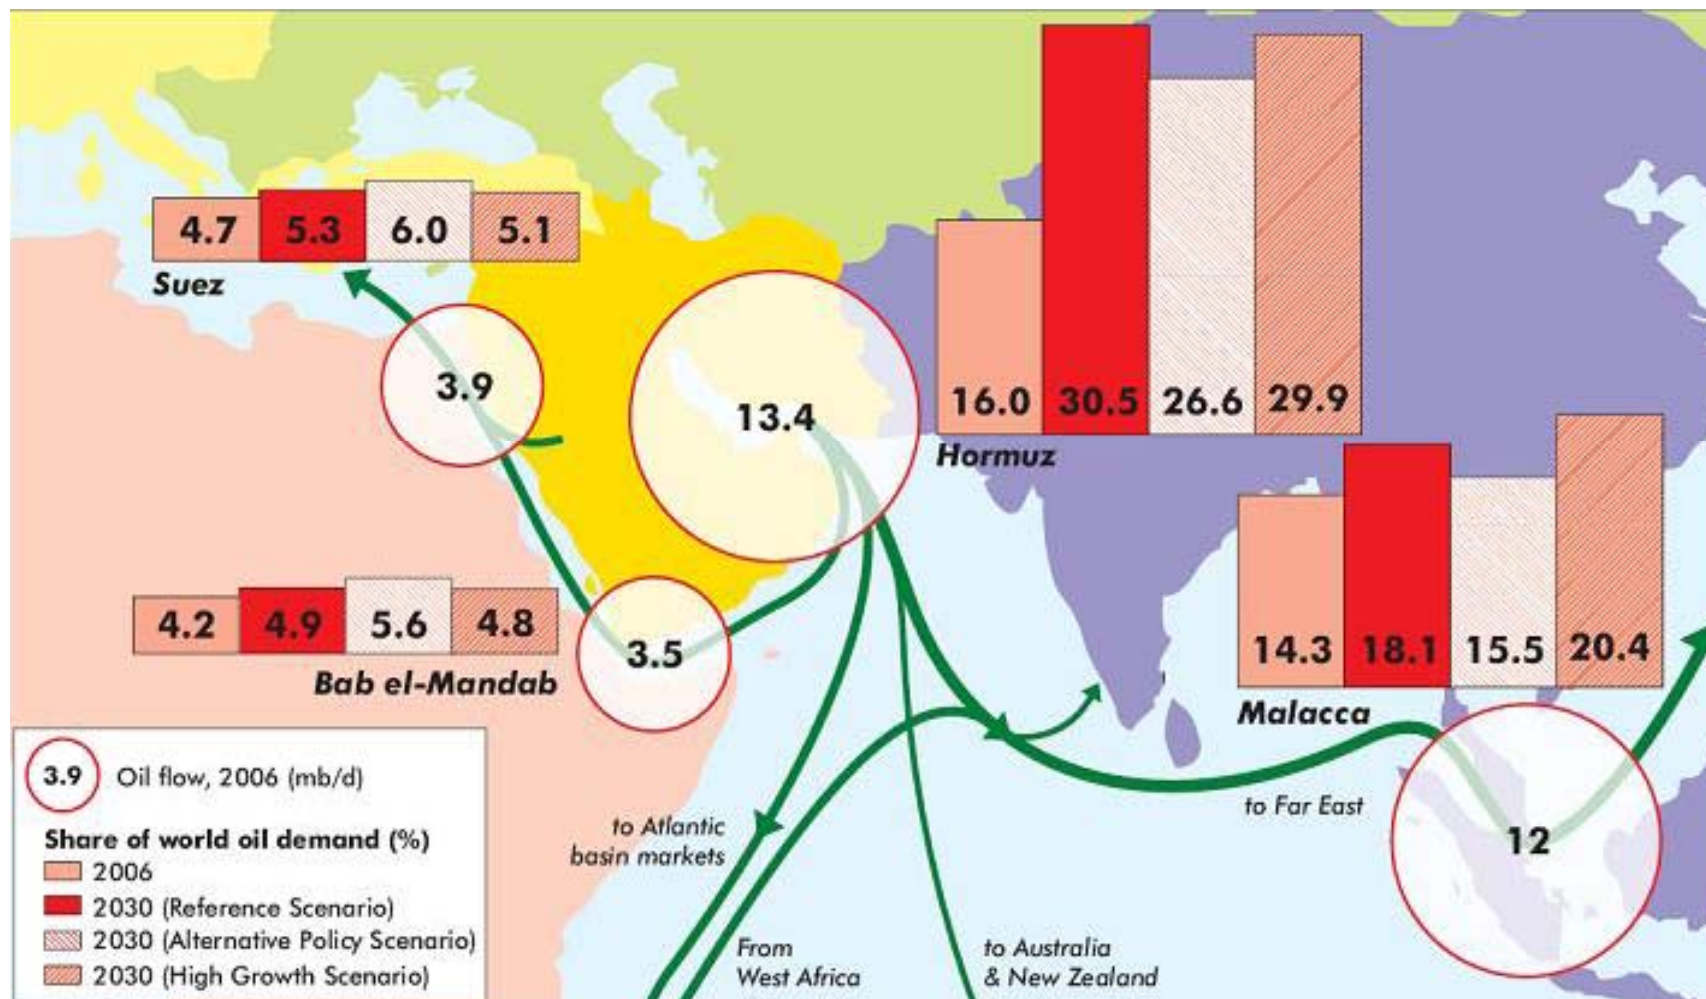 4.7 5.3 6.0 5.1
Suez
3.9
13.4
16.0 30.5 26.6 29.9
Hormuz
4.2 4.9 5.6 4.8
Bab el-Mandab
3.5
14.3 18.1 15.5 20.4
Malacca
12
to Far East
to Atlantic
basin markets
From
West Africa
to Australia
& New Zealand
3.9 Oil flow, 2006 (mb/d)
Share of world oil demand (%)
2006
2030 (Reference Scenario)
2030 (Alternative Policy Scenario)
2030 (High Growth Scenario)